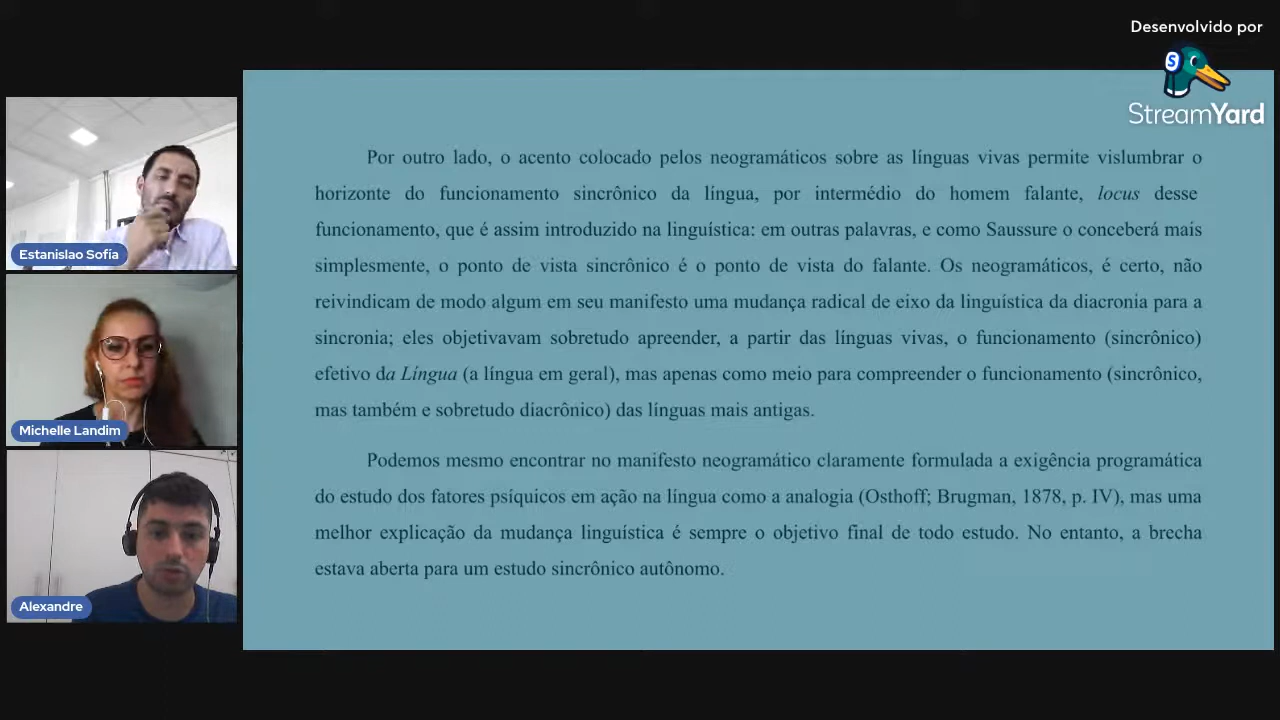 Desenvolvido por
StreamYard
Por outro lado, o acento colocado pelos neogramáticos sobre as línguas vivas permite vislumbrar o
horizonte do funcionamento sincrônico da língua, por intermédio do homem falante, locus desse
funcionamento, que é assim introduzido na linguística: em outras palavras, e como Saussure o conceberá mais
simplesmente, o ponto de vista sincrônico é o ponto de vista do falante. Os neogramáticos, é certo, não
reivindicam de modo algum em seu manifesto uma mudança radical de eixo da linguística da diacronia para a
sincronia; eles objetivavam sobretudo apreender, a partir das línguas vivas, o funcionamento (sincrônico)
efetivo da Língua (a língua em geral), mas apenas como meio para compreender o funcionamento (sincrônico,
mas também e sobretudo diacrônico) das línguas mais antigas.
Podemos mesmo encontrar no manifesto neogramático claramente formulada a exigência programática
do estudo dos fatores psíquicos em ação na língua como a analogia (Osthoff; Brugman, 1878, p. IV), mas uma
melhor explicação da mudança linguística é sempre o objetivo final de todo estudo. No entanto, a brecha
estava aberta para um estudo sincrônico autônomo.
Estanislao Sofía
Michelle Landim
Alexandre